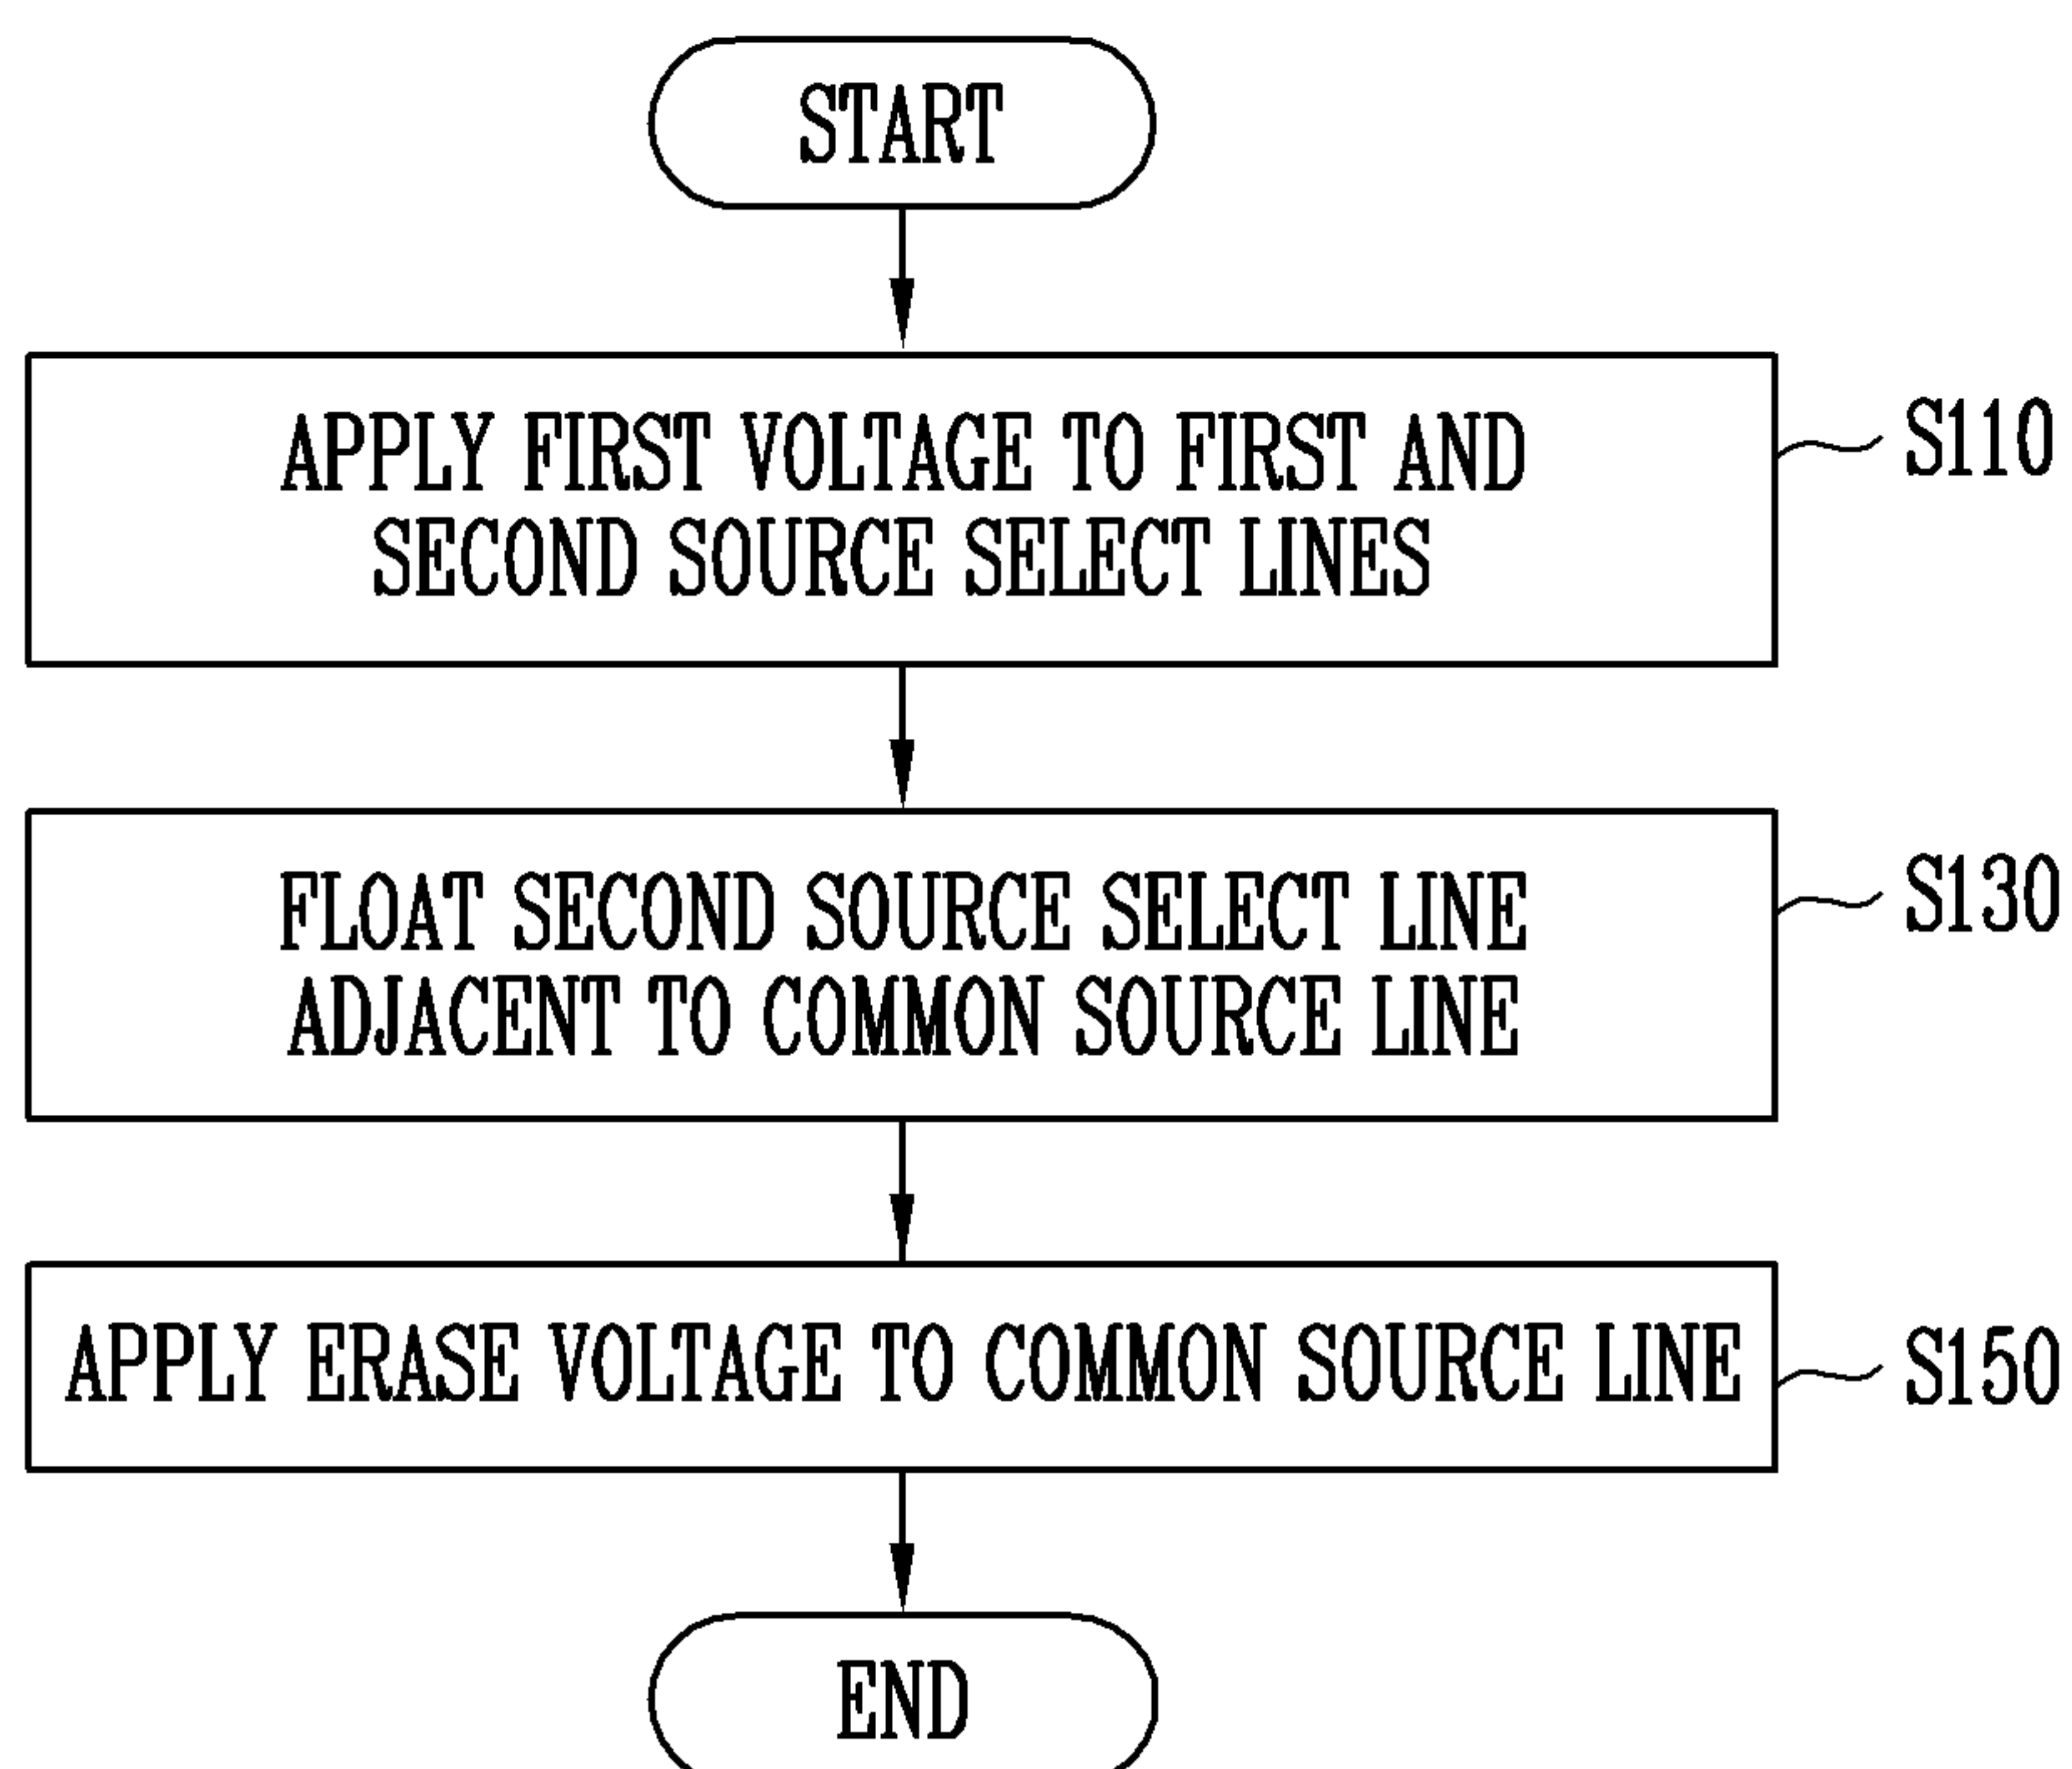 START
APPLY FIRST VOLTAGE TO FIRST AND
SECOND SOURCE SELECT LINES
S110
FLOAT SECOND SOURCE SELECT LINE
ADJACENT TO COMMON SOURCE LINE
S130
APPLY ERASE VOLTAGE TO COMMON SOURCE LINE
S150
END